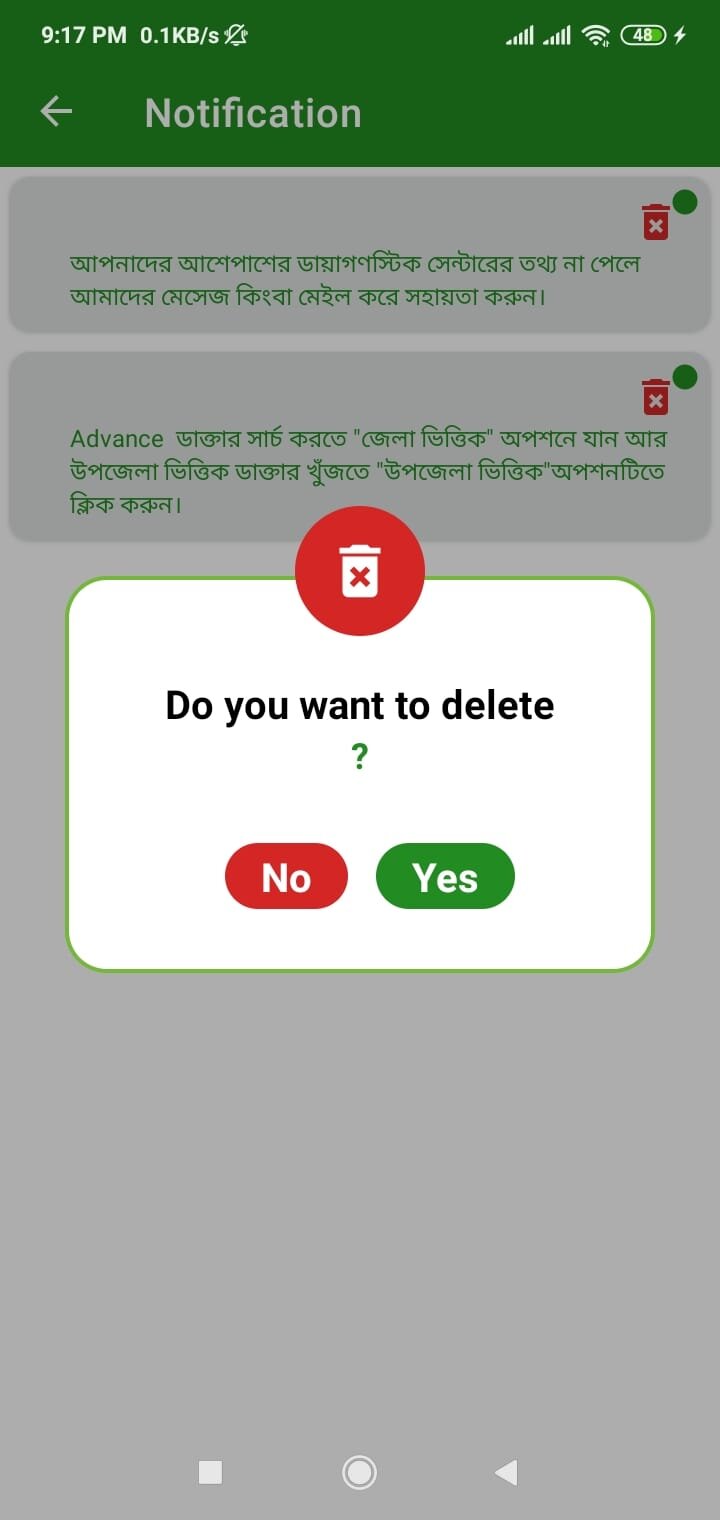 9:17 PM 0.1KB/s 48
Notification
আপনাদের আশেপাশের ডায়াগণস্টিক সেন্টারের তথ্য না পেলে
আমাদের মেসেজ কিংবা মেইল করে সহায়তা করুন।
Advance ডাক্তার সার্চ করতে "জেলা ভিত্তিক" অপশনে যান আর
উপজেলা ভিত্তিক ডাক্তার খুঁজতে "উপজেলা ভিত্তিক"অপশনটিতে
ক্লিক করুন।
Do you want to delete
?
No Yes